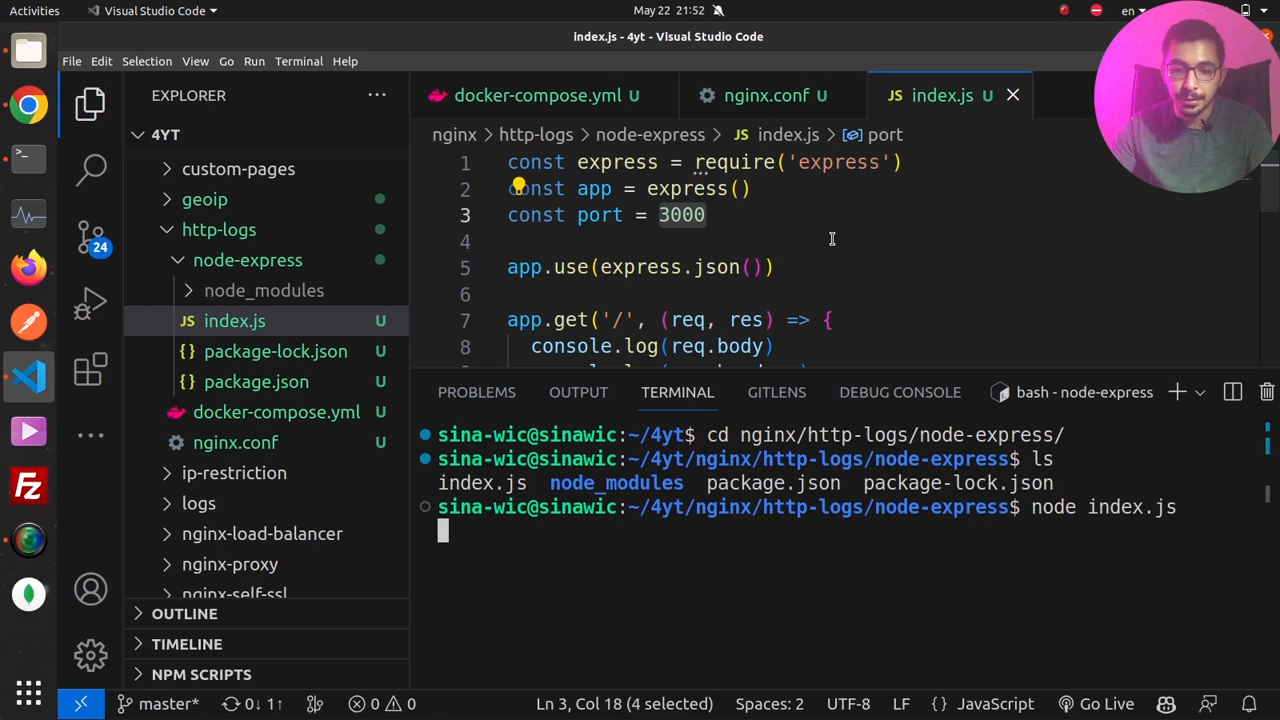 Activities
Visual Studio Code
May 22 21:52
en
index.js - 4yt - Visual Studio Code
File Edit Selection View Go Run Terminal Help
EXPLORER
4YT
custom-pages
geoip
http-logs
node-express
node_modules
JS index.js U
{} package-lock.json U
{} package.json U
docker-compose.yml U
nginx.conf U
ip-restriction
logs
nginx-load-balancer
nginx-proxy
nginx-self-ssl
OUTLINE
TIMELINE
NPM SCRIPTS
24
docker-compose.yml U
nginx.conf U
JS index.js U
nginx > http-logs > node-express > JS index.js > port
1 const express = require('express')
2 const app = express()
3 const port = 3000
4
5 app.use(express.json())
6
7 app.get('/', (req, res) => {
8 console.log(req.body)
PROBLEMS OUTPUT TERMINAL GITLENS DEBUG CONSOLE bash - node-express
sina-wic@sinawic:~/4yt$ cd nginx/http-logs/node-express/
sina-wic@sinawic:~/4yt/nginx/http-logs/node-express$ ls
index.js node_modules package.json package-lock.json
sina-wic@sinawic:~/4yt/nginx/http-logs/node-express$ node index.js
master* 0↓ 1↑ 0 0 Ln 3, Col 18 (4 selected) Spaces: 2 UTF-8 LF {} JavaScript Go Live
Fz